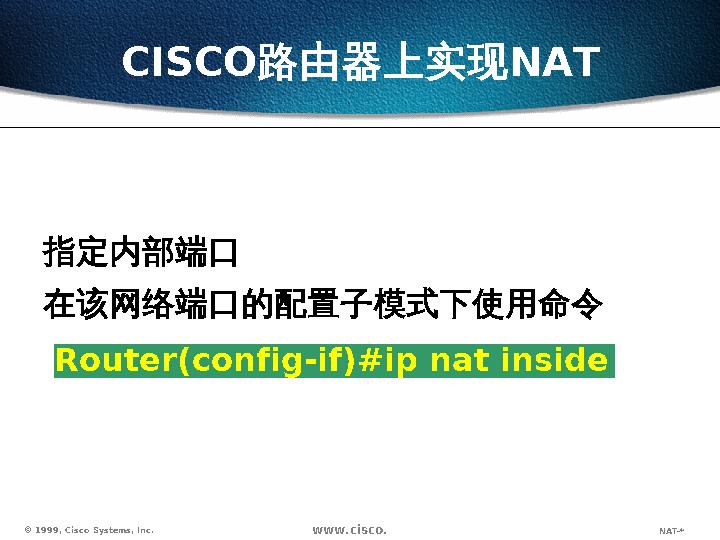 CISCO路由器上实现NAT
指定内部端口
在该网络端口的配置子模式下使用命令
Router(config-if)#ip nat inside
© 1999, Cisco Systems, Inc.
www.cisco.
NAT-*